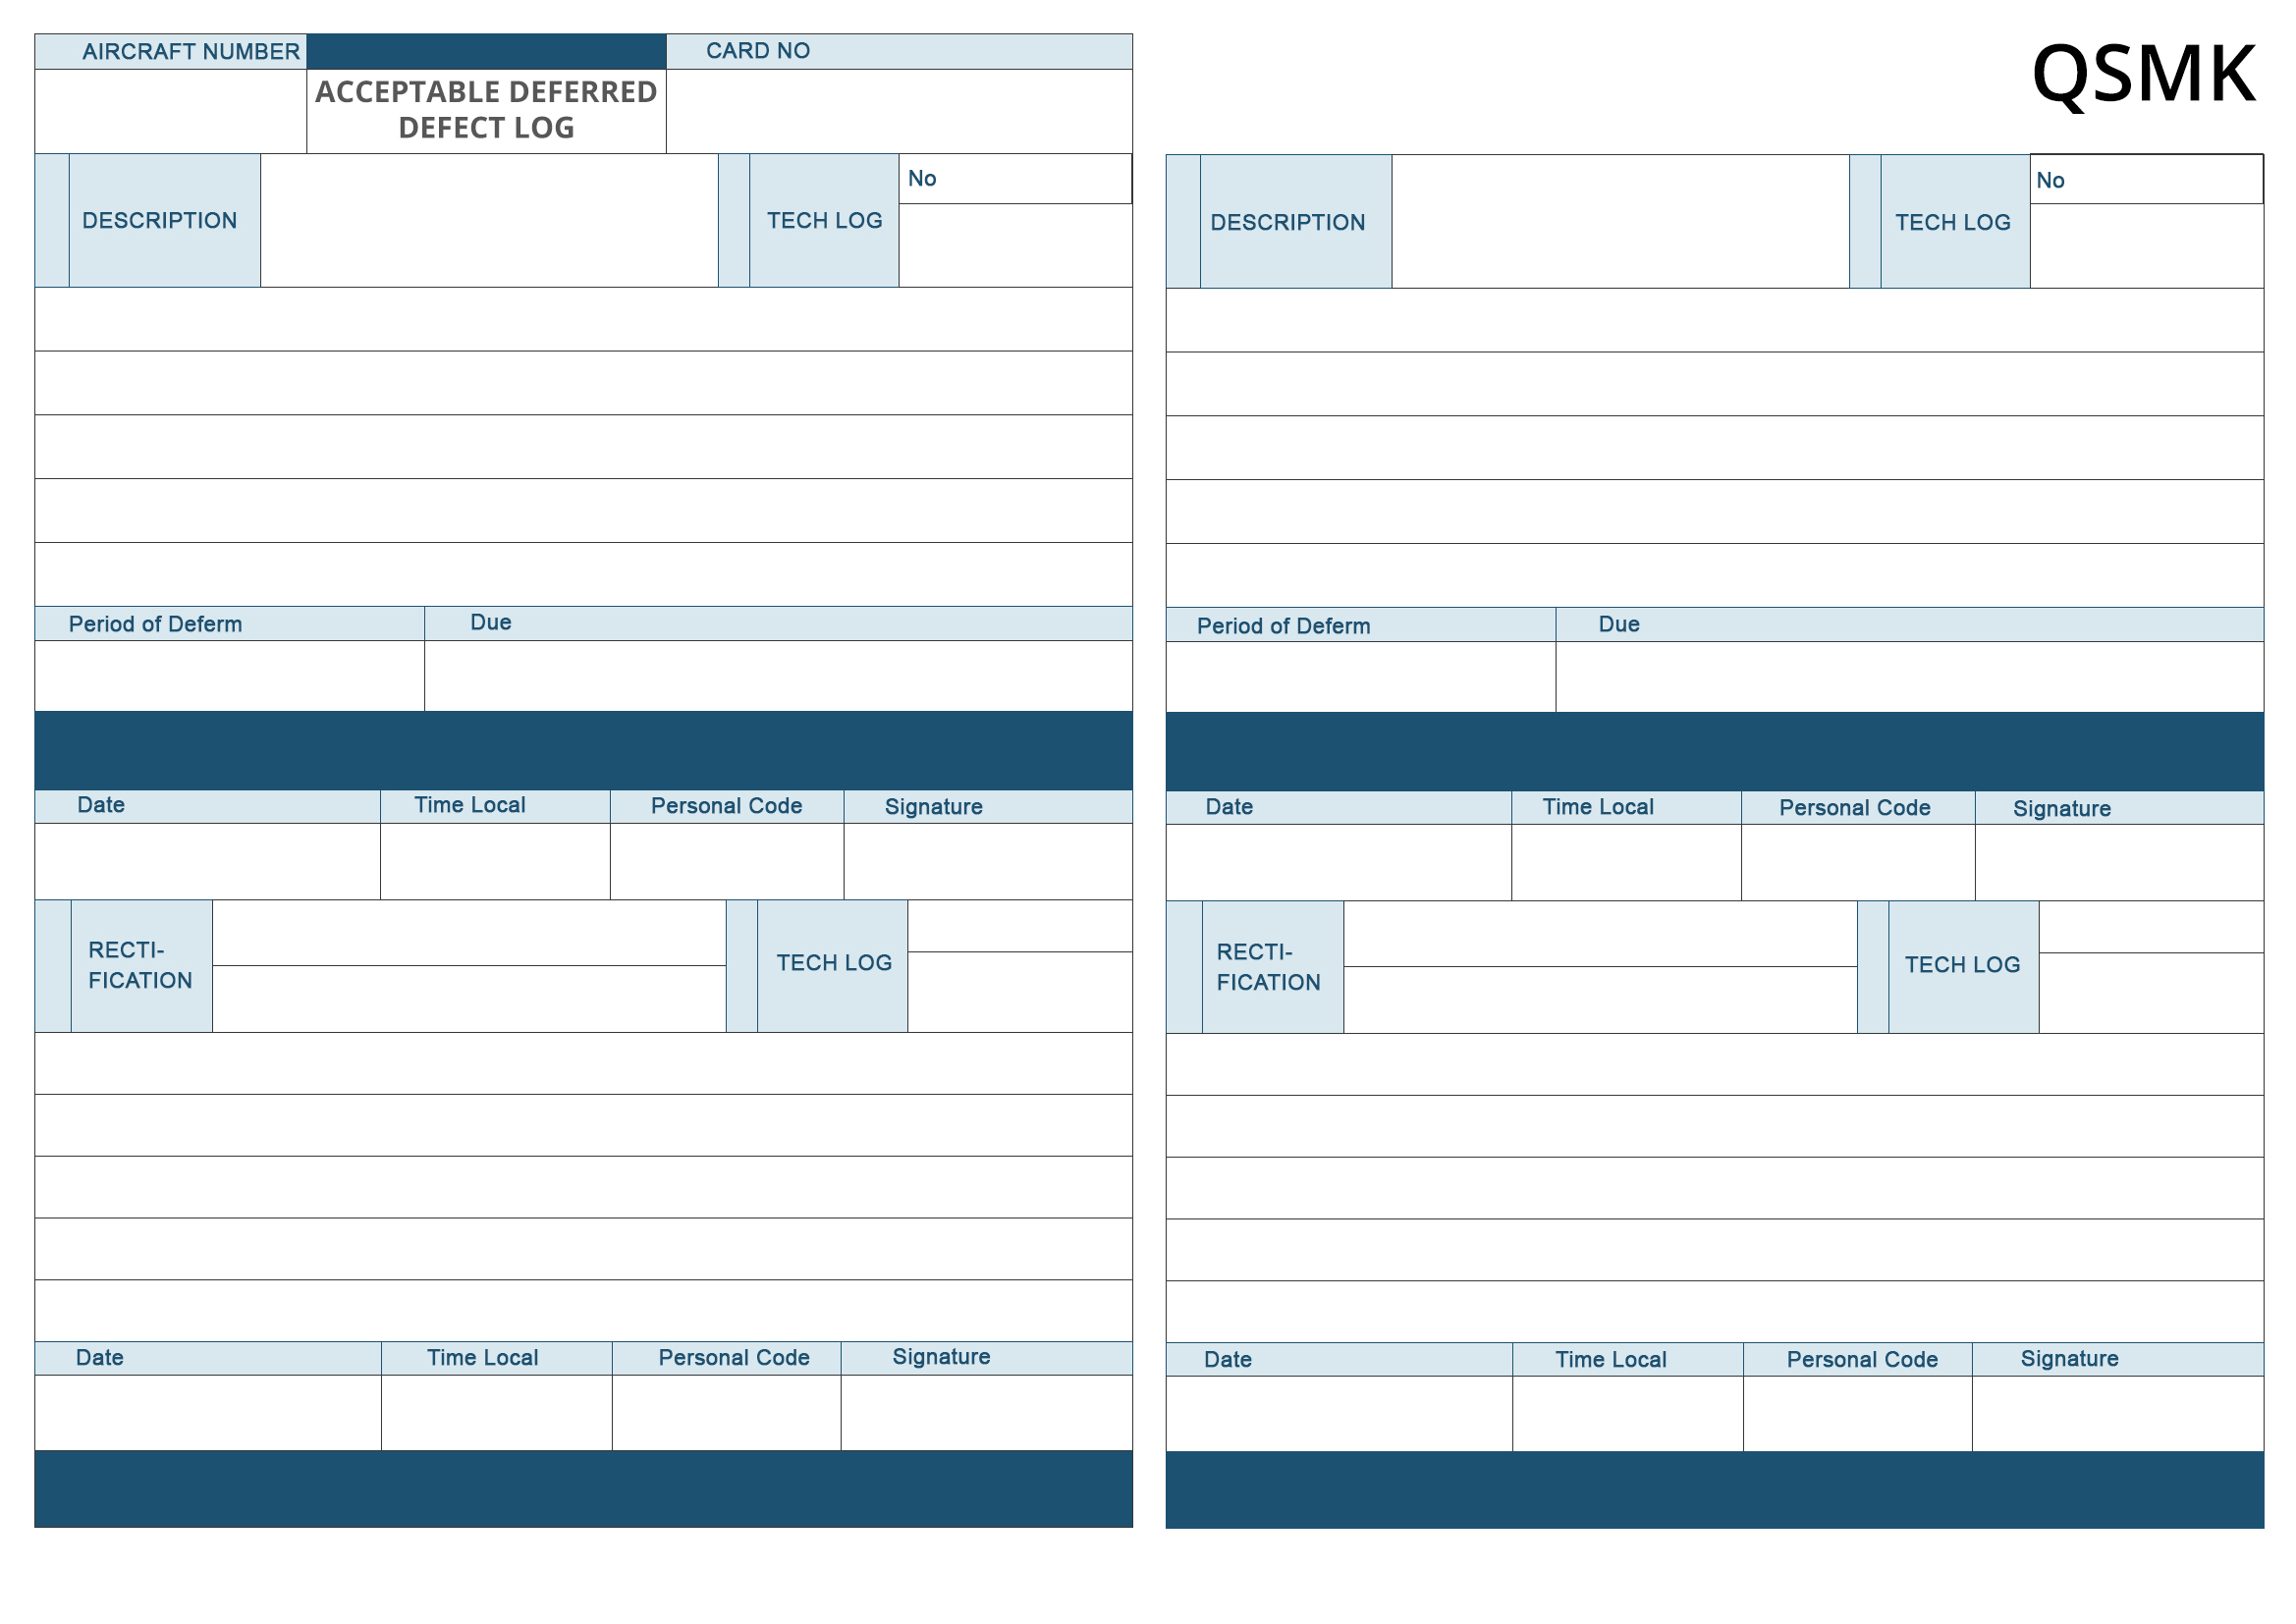 AIRCRAFT NUMBER
CARD NO
ACCEPTABLE DEFERRED
DEFECT LOG
DESCRIPTION
TECH LOG
No
Period of Deferm
Due
Date
Time Local
Personal Code
Signature
RECTI-
FICATION
TECH LOG
Date
Time Local
Personal Code
Signature
QSMK
DESCRIPTION
TECH LOG
No
Period of Deferm
Due
Date
Time Local
Personal Code
Signature
RECTI-
FICATION
TECH LOG
Date
Time Local
Personal Code
Signature